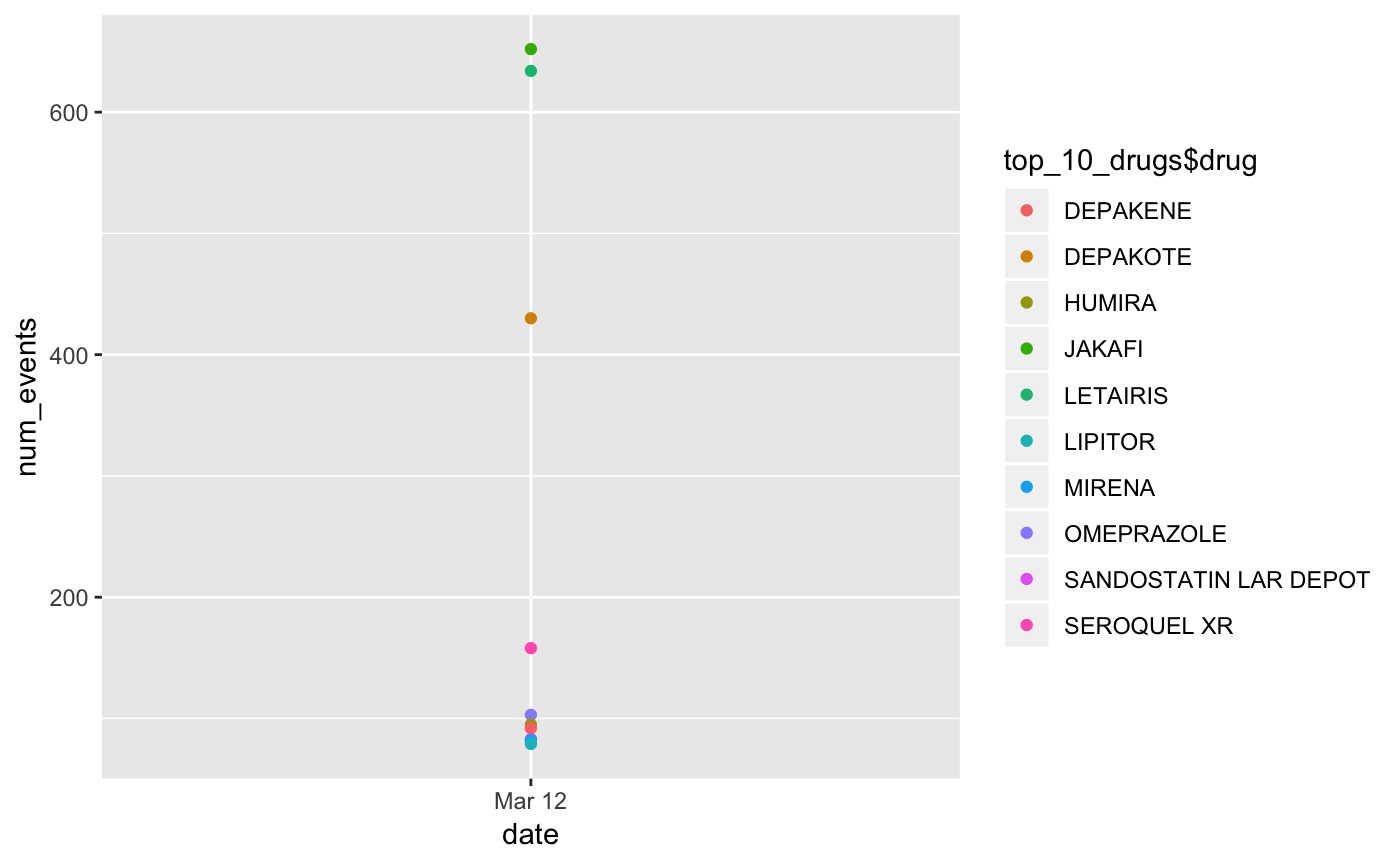 600
400
200
num_events
Mar 12
date
top_10_drugs$drug
DEPAKENE
DEPAKOTE
HUMIRA
JAKAFI
LETAIRIS
LIPITOR
MIRENA
OMEPRAZOLE
SANDOSTATIN LAR DEPOT
SEROQUEL XR